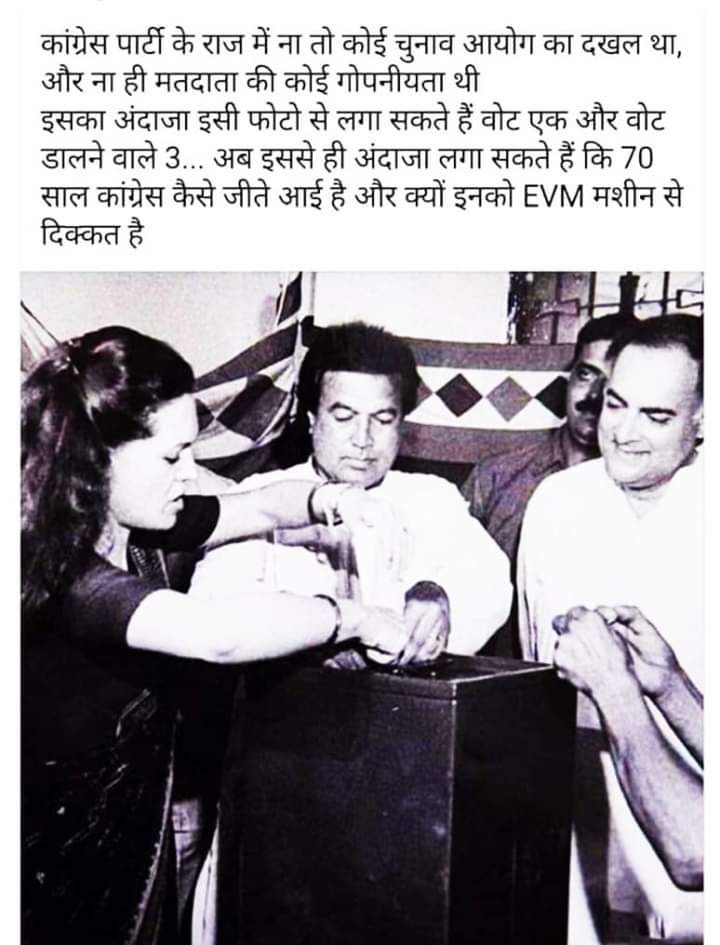 कांग्रेस पार्टी के राज में ना तो कोई चुनाव आयोग का दखल था,
और ना ही मतदाता की कोई गोपनीयता थी
इसका अंदाजा इसी फोटो से लगा सकते हैं वोट एक और वोट
डालने वाले 3... अब इससे ही अंदाजा लगा सकते हैं कि 70
साल कांग्रेस कैसे जीते आई है और क्यों इनको EVM मशीन से
दिक्कत है